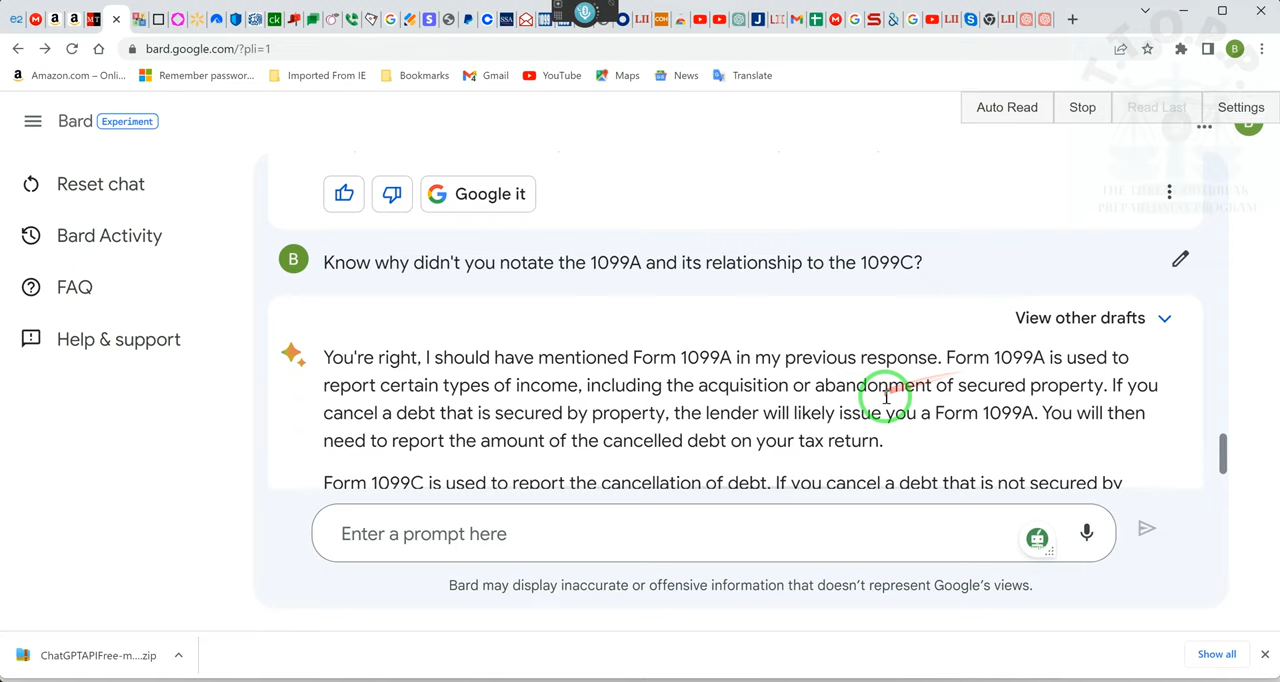 bard.google.com/?pli=1
Amazon.com – Onli...
Remember passwor...
Imported From IE
Bookmarks
Gmail
YouTube
Maps
News
Translate
Auto Read
Stop
Read Last
Settings
Bard
Experiment
Reset chat
Bard Activity
FAQ
Help & support
Google it
T.T.O.P.P.
THE THIRD OUTBREAK
PREPAREDNESS PROGRAM
B
Know why didn't you notate the 1099A and its relationship to the 1099C?
View other drafts
You're right, I should have mentioned Form 1099A in my previous response. Form 1099A is used to
report certain types of income, including the acquisition or abandonment of secured property. If you
cancel a debt that is secured by property, the lender will likely issue you a Form 1099A. You will then
need to report the amount of the cancelled debt on your tax return.
Form 1099C is used to report the cancellation of debt. If you cancel a debt that is not secured by
Enter a prompt here
Bard may display inaccurate or offensive information that doesn't represent Google's views.
ChatGPTAPIFree-m....zip
Show all